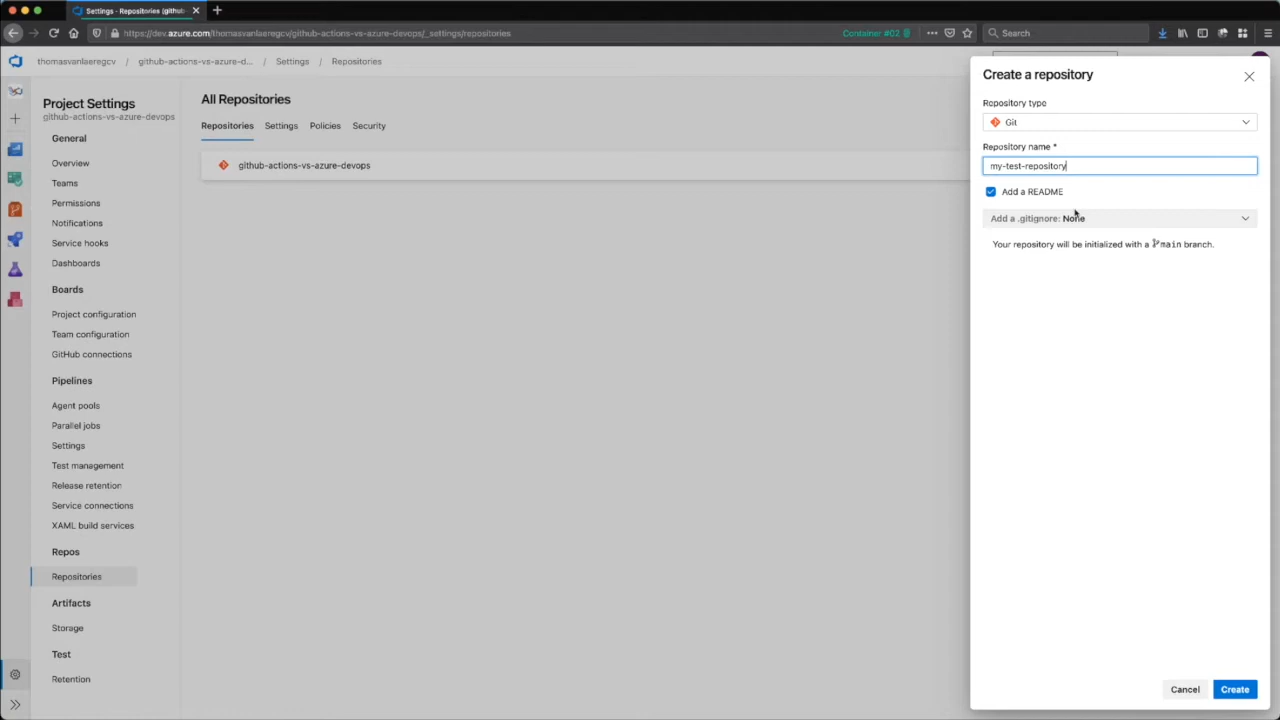 Settings - Repositories (github
https://dev.azure.com/thomasvanlaeregcv/github-actions-vs-azure-devops/_settings/repositories
Container #02
Search
thomasvanlaeregcv / github-actions-vs-azure-d... / Settings / Repositories
Project Settings
github-actions-vs-azure-devops
General
Overview
Teams
Permissions
Notifications
Service hooks
Dashboards
Boards
Project configuration
Team configuration
GitHub connections
Pipelines
Agent pools
Parallel jobs
Settings
Test management
Release retention
Service connections
XAML build services
Repos
Repositories
Artifacts
Storage
Test
Retention
All Repositories
Repositories Settings Policies Security
github-actions-vs-azure-devops
Create a repository
Repository type
Git
Repository name *
my-test-repository
Add a README
Add a .gitignore: None
Your repository will be initialized with a main branch.
Cancel Create